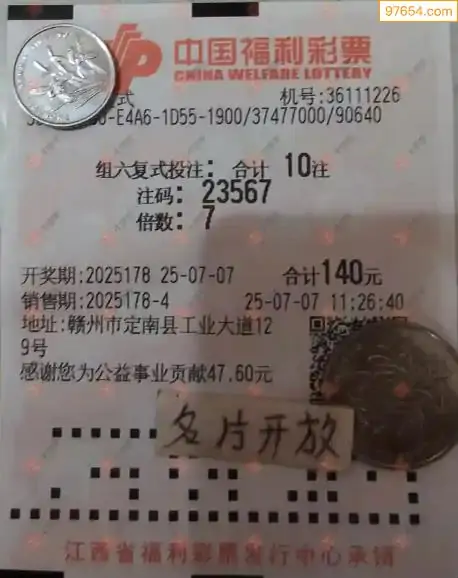 97654.com
中国福利彩票
CHINA WELFARE LOTTERY
式 机号:36111226
-E4A6-1D55-1900/37477000/90640
组六复式投注: 合计 10注
注码: 23567
倍数: 7
开奖期:2025178 25-07-07 合计140元
销售期:2025178-4 25-07-07 11:26:40
地址:赣州市定南县工业大道12
9号
感谢您为公益事业贡献47.60元
名片开放
江西省福利彩票发行中心承销